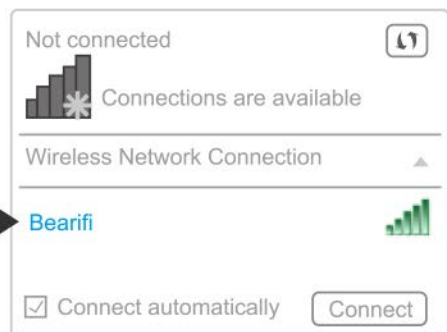 Not connected
Connections are available
Wireless Network Connection
Bearifi
Connect automatically
Connect